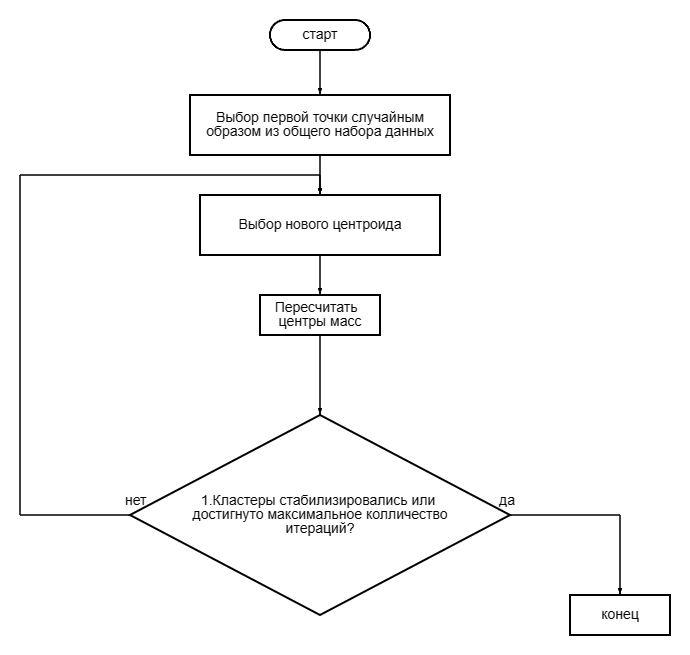 старт
Выбор первой точки случайным
образом из общего набора данных
Выбор нового центроида
Пересчитать
центры масс
нет
1.Кластеры стабилизировались или
достигнуто максимальное колличество
итераций?
да
конец